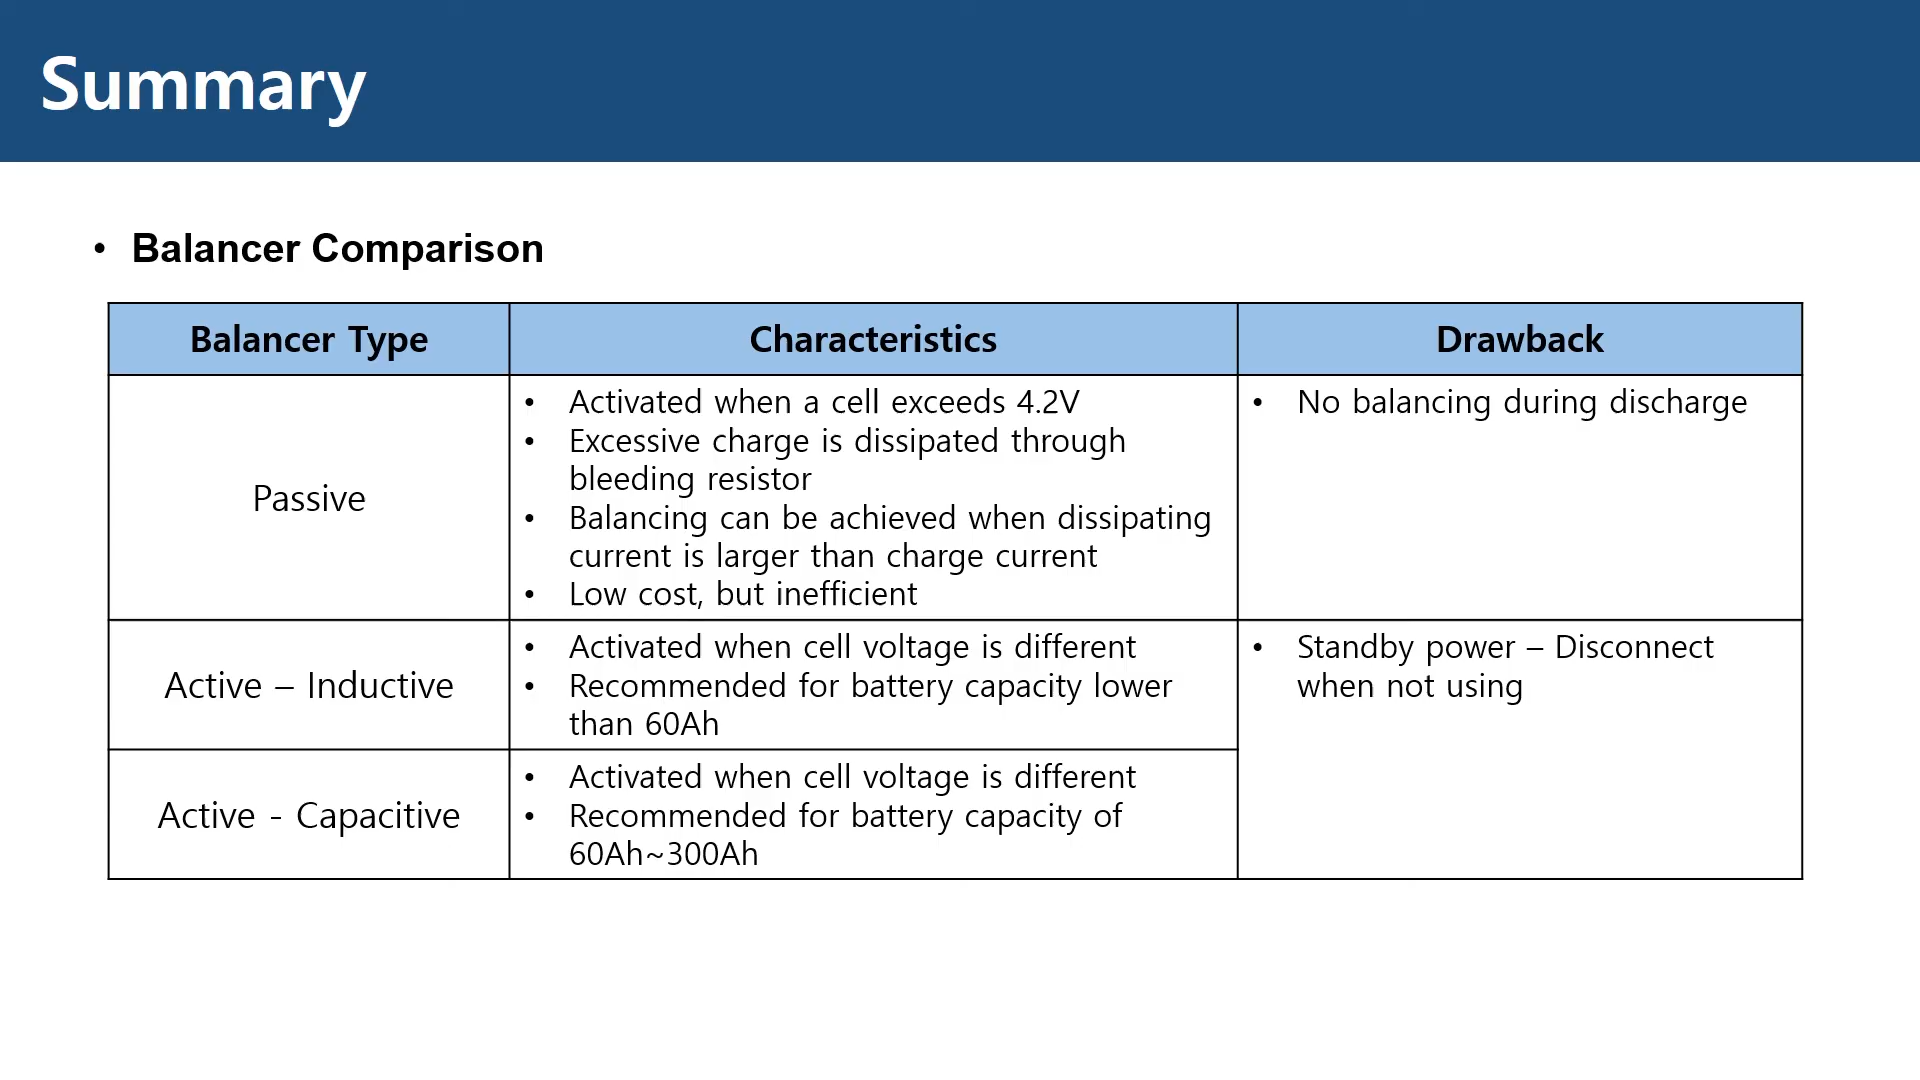 Summary
• Balancer Comparison
Balancer Type
Characteristics
Drawback
Passive
• Activated when a cell exceeds 4.2V
• Excessive charge is dissipated through
bleeding resistor
• Balancing can be achieved when dissipating
current is larger than charge current
• Low cost, but inefficient
• No balancing during discharge
Active – Inductive
• Activated when cell voltage is different
• Recommended for battery capacity lower
than 60Ah
• Standby power – Disconnect
when not using
Active - Capacitive
• Activated when cell voltage is different
• Recommended for battery capacity of
60Ah~300Ah